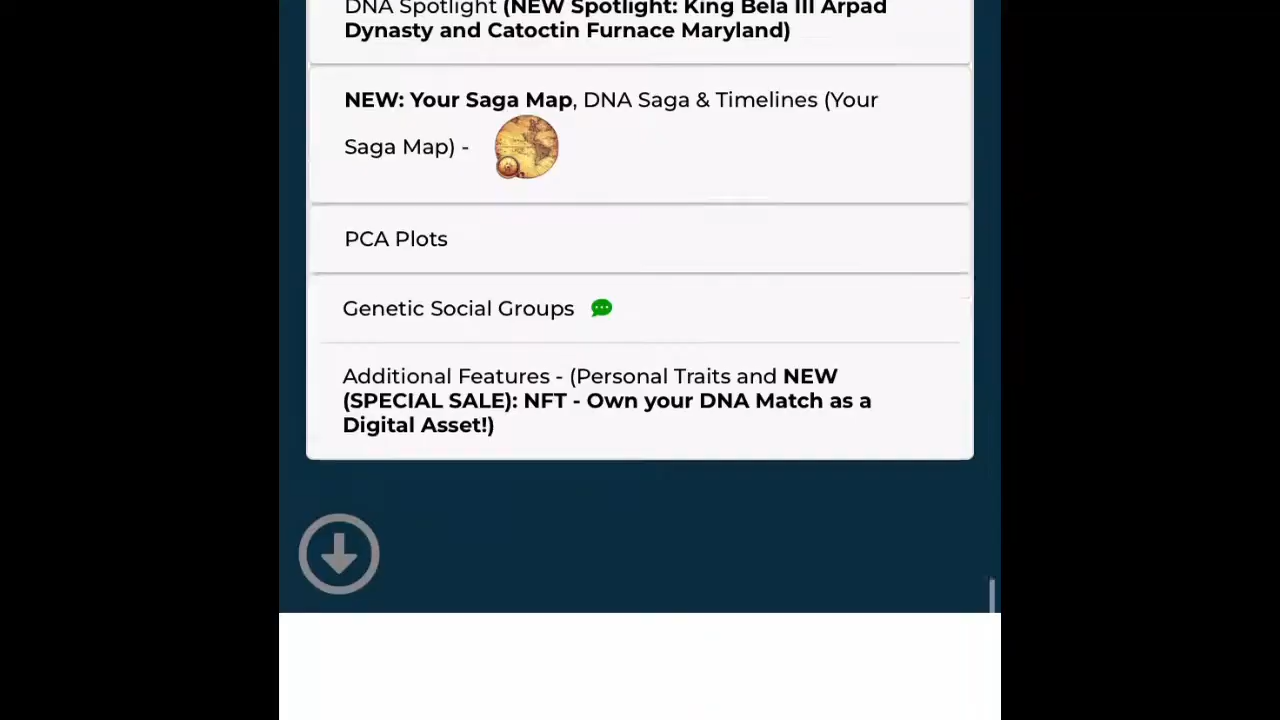 DNA Spotlight (NEW Spotlight: King Bela III Arpad
Dynasty and Catoctin Furnace Maryland)
NEW: Your Saga Map, DNA Saga & Timelines (Your
Saga Map) -
PCA Plots
Genetic Social Groups
Additional Features - (Personal Traits and NEW
(SPECIAL SALE): NFT - Own your DNA Match as a
Digital Asset!)